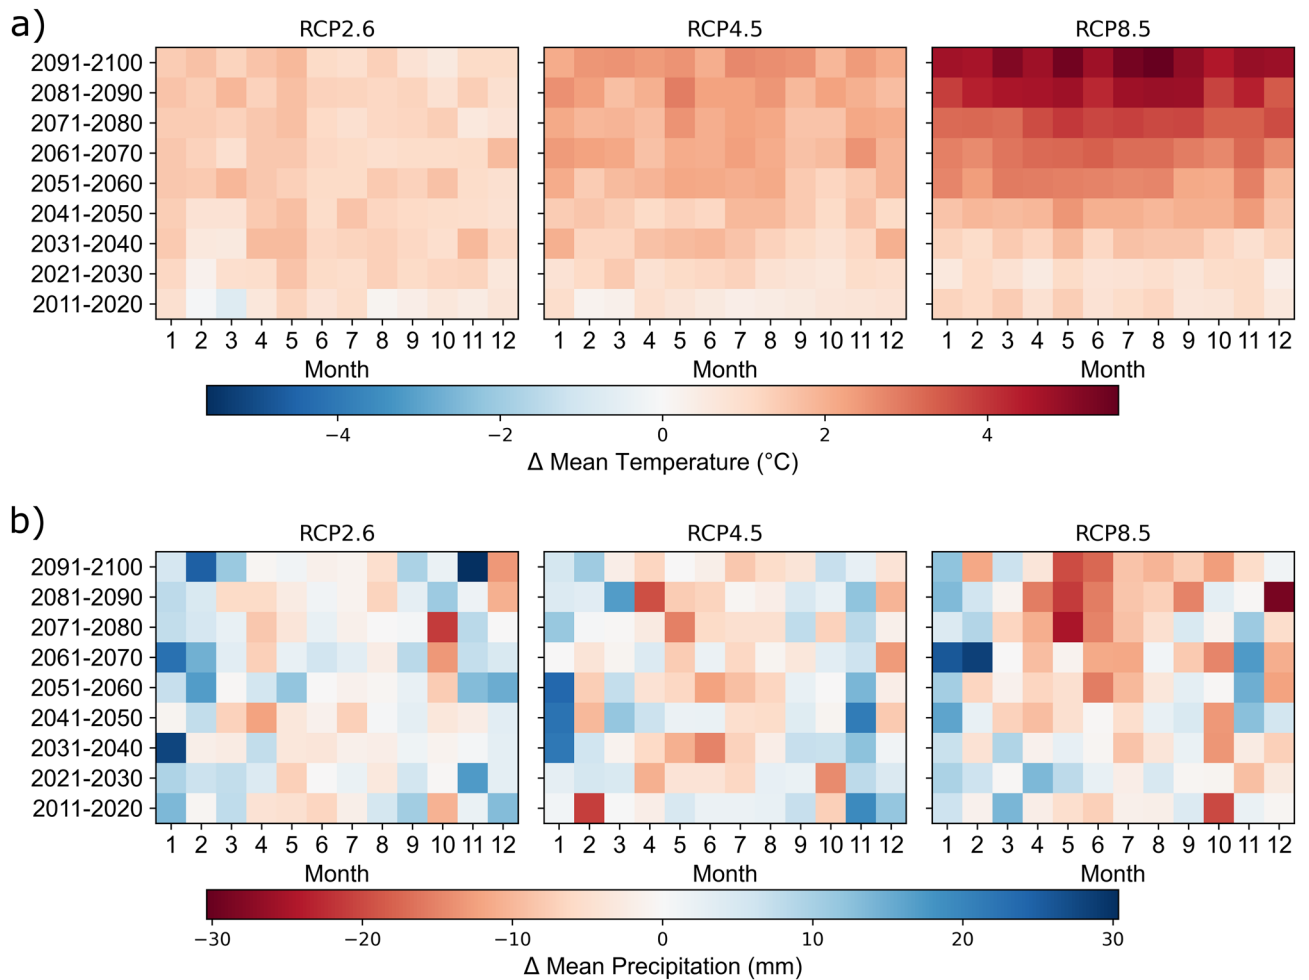 a)
RCP2.6
RCP4.5
RCP8.5
2091-2100
2081-2090
2071-2080
2061-2070
2051-2060
2041-2050
2031-2040
2021-2030
2011-2020
1 2 3 4 5 6 7 8 9 10 11 12
1 2 3 4 5 6 7 8 9 10 11 12
1 2 3 4 5 6 7 8 9 10 11 12
Month
Month
Month
−4 −2 0 2 4
Δ Mean Temperature (°C)
b)
RCP2.6
RCP4.5
RCP8.5
2091-2100
2081-2090
2071-2080
2061-2070
2051-2060
2041-2050
2031-2040
2021-2030
2011-2020
1 2 3 4 5 6 7 8 9 10 11 12
1 2 3 4 5 6 7 8 9 10 11 12
1 2 3 4 5 6 7 8 9 10 11 12
Month
Month
Month
−30 −20 −10 0 10 20 30
Δ Mean Precipitation (mm)